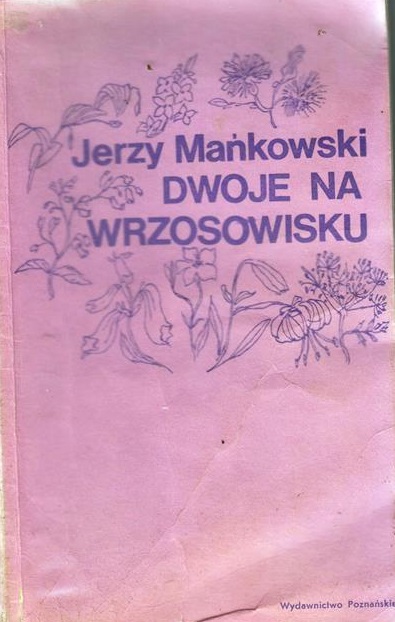 Jerzy Mańkowski
DWOJE NA
WRZOSOWISKU
Wydawnictwo Poznańskie